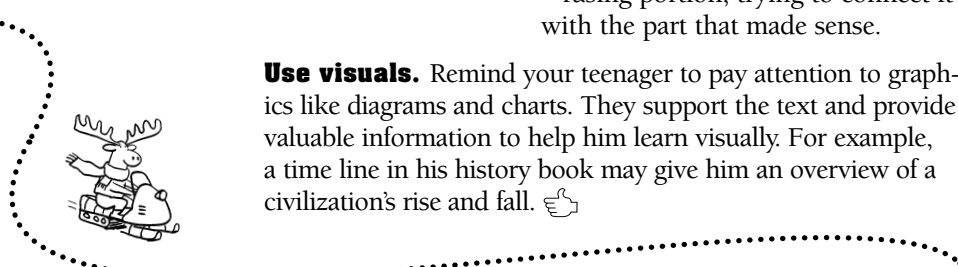 fusing portion, trying to connect it
with the part that made sense.
Use visuals. Remind your teenager to pay attention to graph-
ics like diagrams and charts. They support the text and provide
valuable information to help him learn visually. For example,
a time line in his history book may give him an overview of a
civilization's rise and fall.